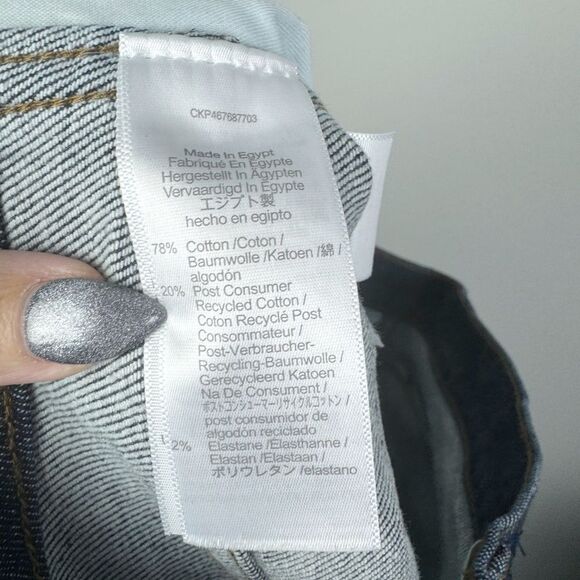 CKP467687703
Made In Egypt
Fabriqué En Egypte
Hergestellt In Ägypten
Vervaardigd In Egypte
エジプト製
hecho en egipto
78% Cotton /Coton /
Baumwolle /Katoen /綿 /
algodón
20% Post Consumer
Recycled Cotton /
Coton Recyclé Post
Consommateur /
Post-Verbraucher-
Recycling-Baumwolle /
Gerecycleerd Katoen
Na De Consument /
ポストコンシューマーリサイクルコットン /
post consumidor de
algodón reciclado
2% Elastane /Elasthanne /
Elastan /Elastaan /
ポリウレタン /elastano